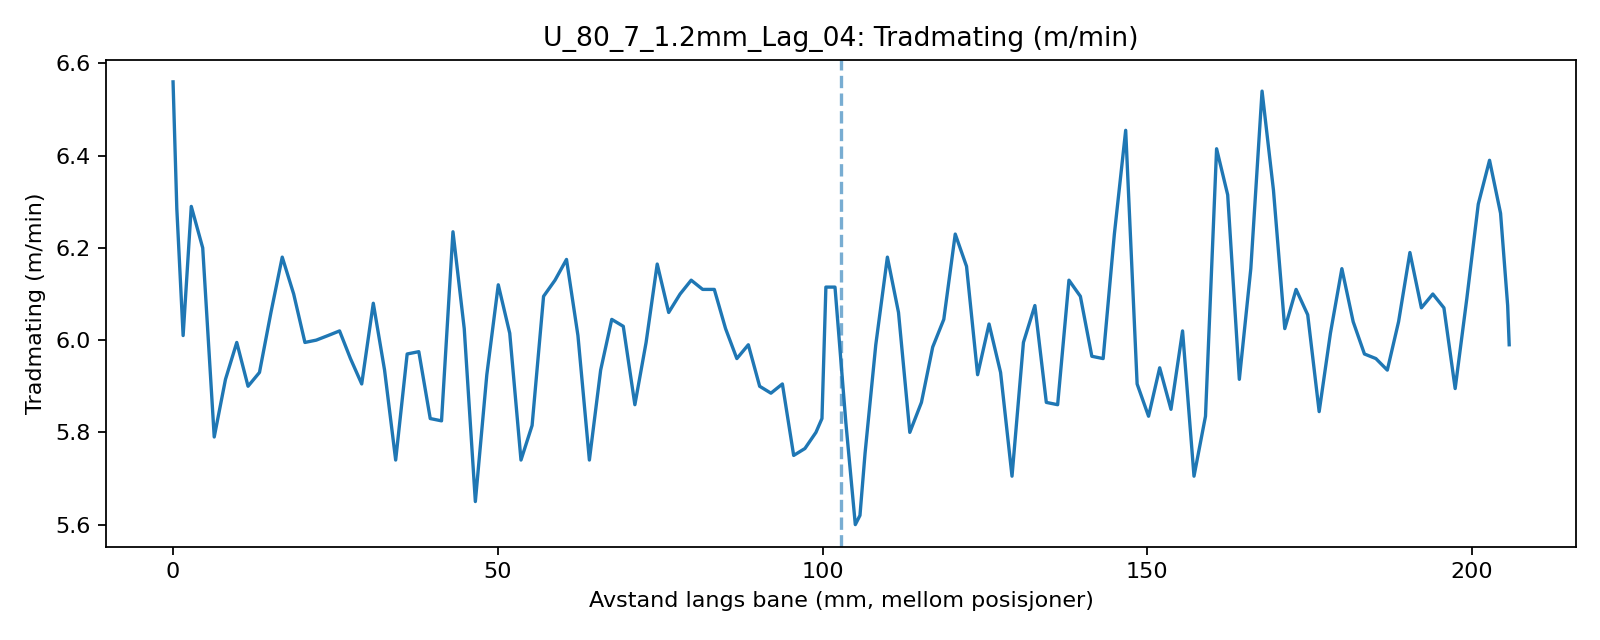 U_80_7_1.2mm_Lag_04: Tradmating (m/min)
Tradmating (m/min)
6.6
6.4
6.2
6.0
5.8
5.6
0 50 100 150 200
Avstand langs bane (mm, mellom posisjoner)